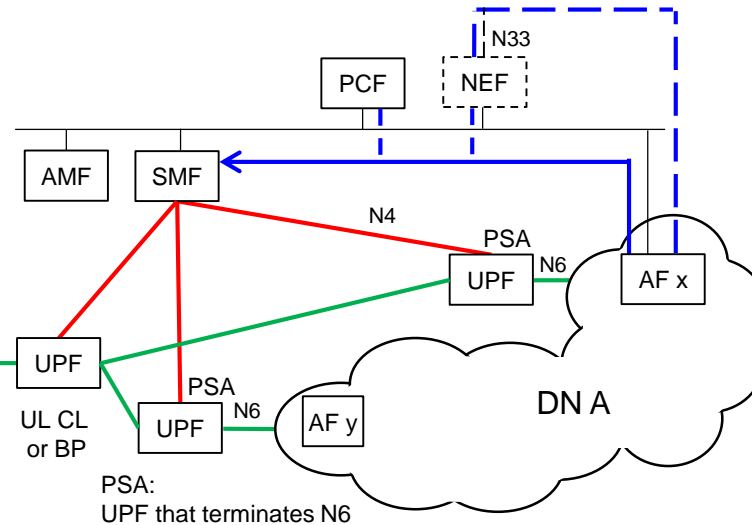 N33
PCF
NEF
AMF
SMF
N4
PSA
UPF
N6
AF x
UPF
UL CL
or BP
PSA
UPF
N6
AF y
DN A
PSA:
UPF that terminates N6